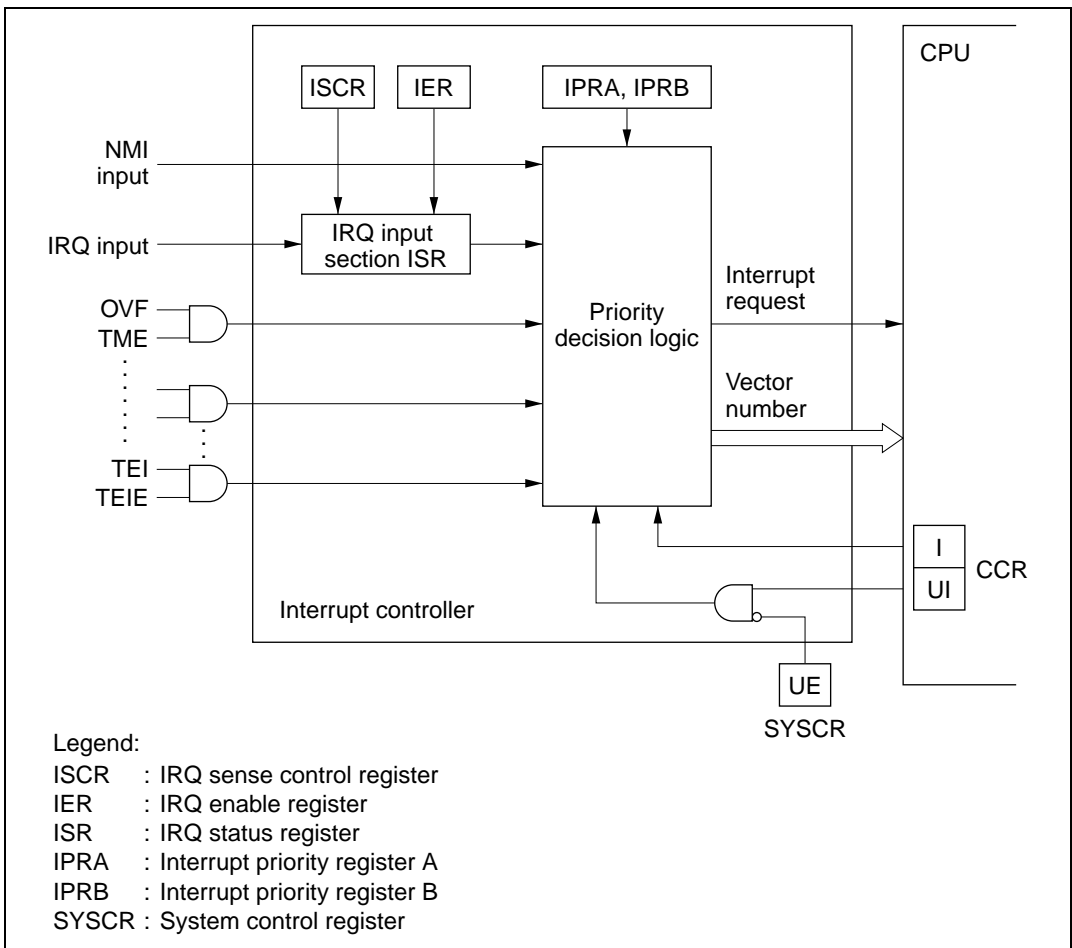 CPU
ISCR
IER
IPRA, IPRB
NMI
input
IRQ input
IRQ input
section ISR
OVF
TME
Priority
decision logic
Interrupt
request
Vector
number
TEI
TEIE
I
UI
CCR
Interrupt controller
UE
SYSCR
Legend:
ISCR : IRQ sense control register
IER : IRQ enable register
ISR : IRQ status register
IPRA : Interrupt priority register A
IPRB : Interrupt priority register B
SYSCR : System control register